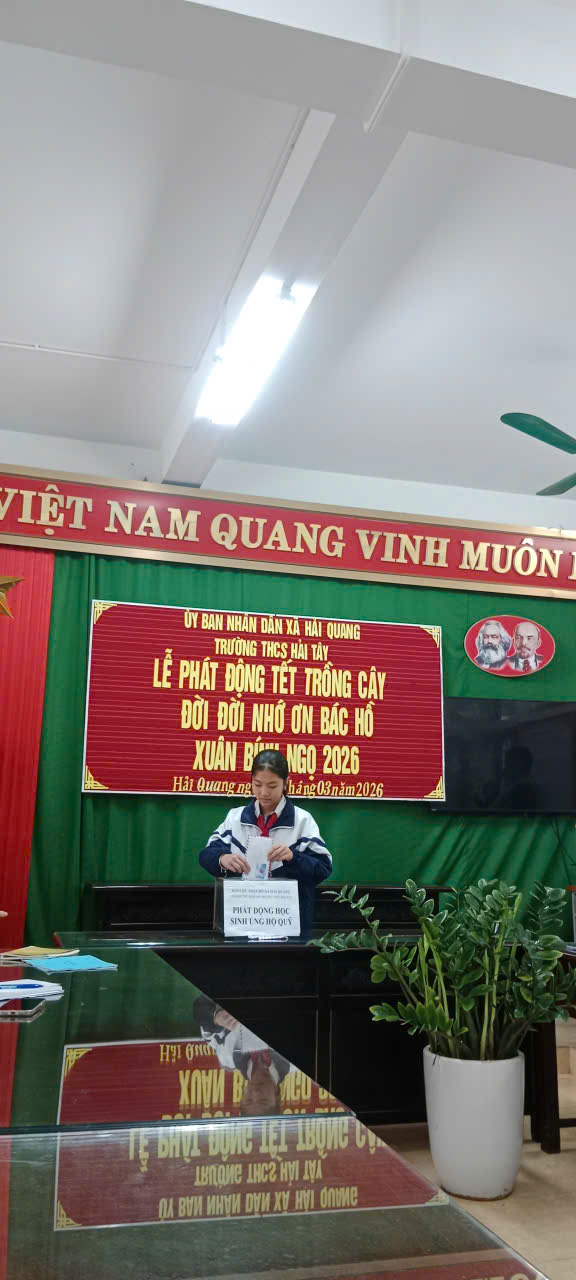 VIỆT NAM QUANG VINH MUÔN
ỦY BAN NHÂN DÂN XÃ HẢI QUANG
TRƯỜNG THCS HẢI TÂY
LỄ PHÁT ĐỘNG TẾT TRỒNG CÂY
ĐỜI ĐỜI NHỚ ƠN BÁC HỒ
XUÂN BÍNH NGỌ 2026
Hải Quang 03 năm 2026
PHÁT ĐỘNG HỌC
SINH ỦNG HỘ QUỸ